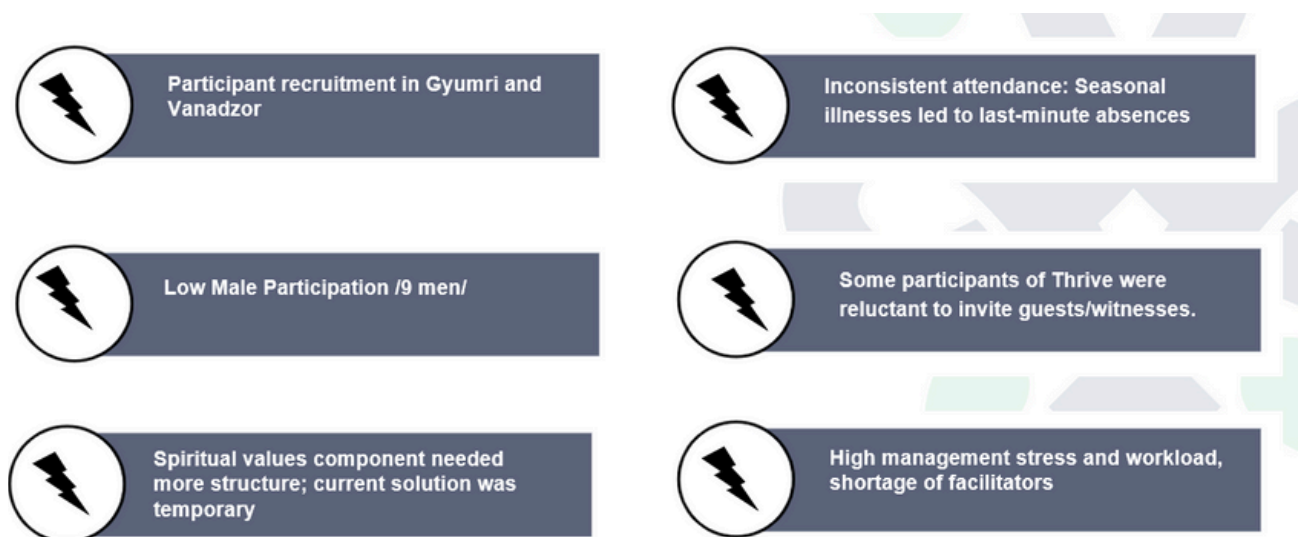 Participant recruitment in Gyumri and
Vanadzor
Inconsistent attendance: Seasonal
illnesses led to last-minute absences
Low Male Participation /9 men/
Some participants of Thrive were
reluctant to invite guests/witnesses.
Spiritual values component needed
more structure; current solution was
temporary
High management stress and workload,
shortage of facilitators